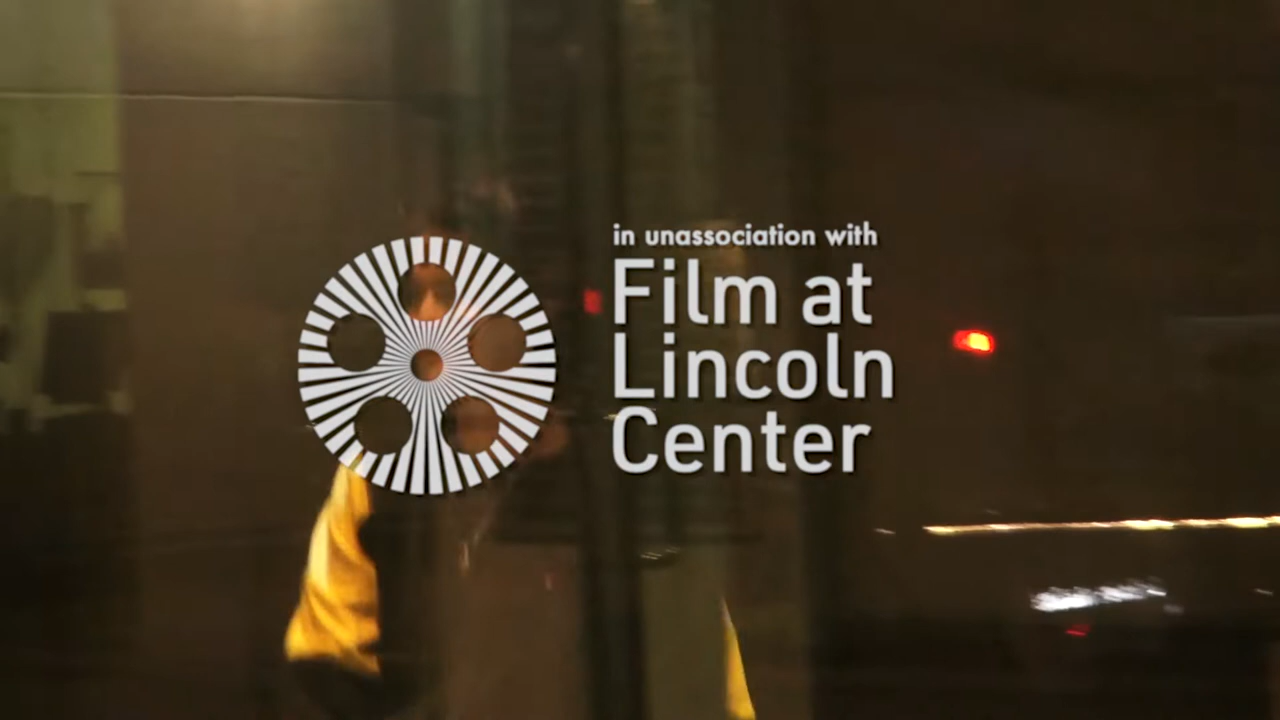 in unassociation with
Film at
Lincoln
Center